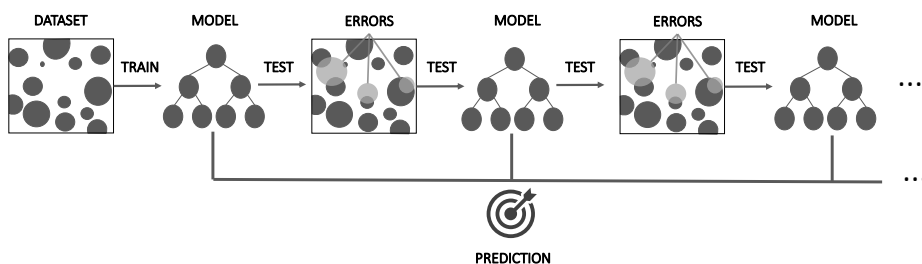 DATASET
MODEL
ERRORS
MODEL
ERRORS
MODEL
TRAIN
TEST
TEST
TEST
TEST
...
..
PREDICTION